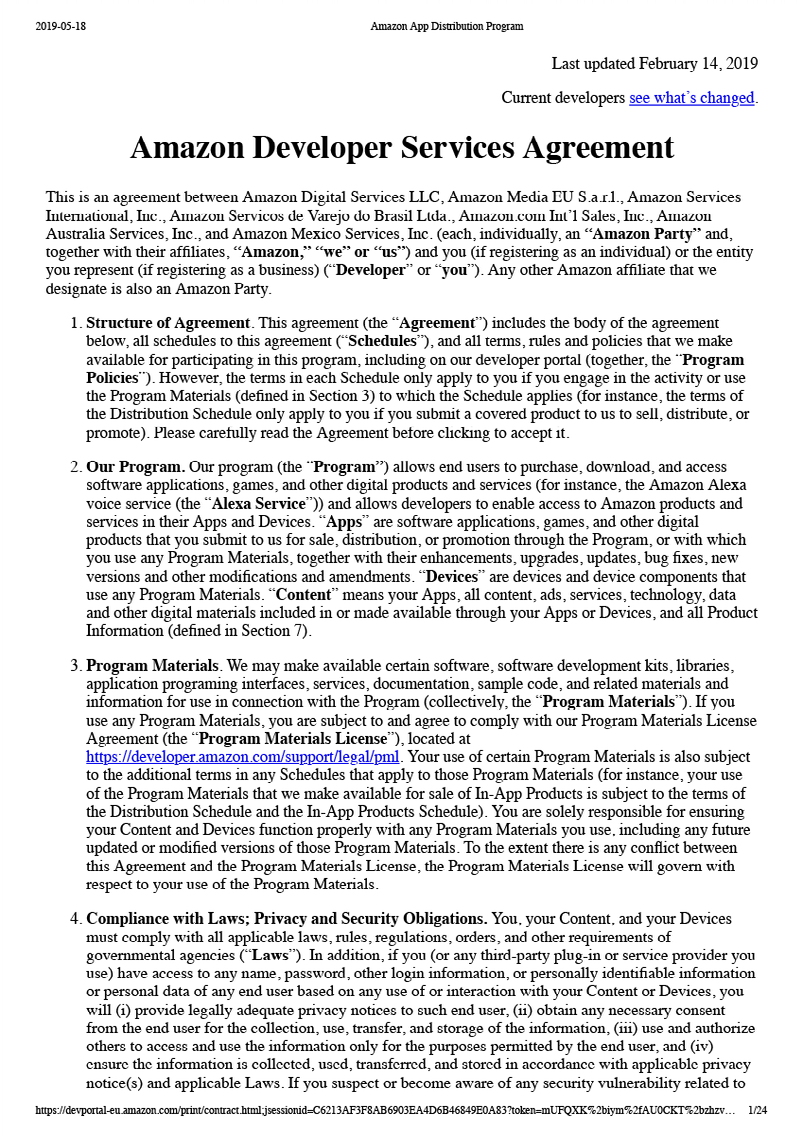 2019-05-18 Amazon App Distribution Program
Last updated February 14, 2019
Current developers see what's changed.
Amazon Developer Services Agreement
This is an agreement between Amazon Digital Services LLC, Amazon Media EU S.a.r.l., Amazon Services
International, Inc., Amazon Servicos de Varejo do Brasil Ltda., Amazon.com Int'l Sales, Inc., Amazon
Australia Services, Inc., and Amazon Mexico Services, Inc. (each, individually, an “Amazon Party” and,
together with their affiliates, “Amazon,” “we” or “us”) and you (if registering as an individual) or the entity
you represent (if registering as a business) (“Developer” or “you”). Any other Amazon affiliate that we
designate is also an Amazon Party.
1. Structure of Agreement. This agreement (the “Agreement”) includes the body of the agreement
below, all schedules to this agreement (“Schedules”), and all terms, rules and policies that we make
available for participating in this program, including on our developer portal (together, the “Program
Policies”). However, the terms in each Schedule only apply to you if you engage in the activity or use
the Program Materials (defined in Section 3) to which the Schedule applies (for instance, the terms of
the Distribution Schedule only apply to you if you submit a covered product to us to sell, distribute, or
promote). Please carefully read the Agreement before clicking to accept it.
2. Our Program. Our program (the “Program”) allows end users to purchase, download, and access
software applications, games, and other digital products and services (for instance, the Amazon Alexa
voice service (the “Alexa Service”)) and allows developers to enable access to Amazon products and
services in their Apps and Devices. “Apps” are software applications, games, and other digital
products that you submit to us for sale, distribution, or promotion through the Program, or with which
you use any Program Materials, together with their enhancements, upgrades, updates, bug fixes, new
versions and other modifications and amendments. “Devices” are devices and device components that
use any Program Materials. “Content” means your Apps, all content, ads, services, technology, data
and other digital materials included in or made available through your Apps or Devices, and all Product
Information (defined in Section 7).
3. Program Materials. We may make available certain software, software development kits, libraries,
application programing interfaces, services, documentation, sample code, and related materials and
information for use in connection with the Program (collectively, the “Program Materials”). If you
use any Program Materials, you are subject to and agree to comply with our Program Materials License
Agreement (the “Program Materials License”), located at
https://developer.amazon.com/support/legal/pml. Your use of certain Program Materials is also subject
to the additional terms in any Schedules that apply to those Program Materials (for instance, your use
of the Program Materials that we make available for sale of In-App Products is subject to the terms of
the Distribution Schedule and the In-App Products Schedule). You are solely responsible for ensuring
your Content and Devices function properly with any Program Materials you use, including any future
updated or modified versions of those Program Materials. To the extent there is any conflict between
this Agreement and the Program Materials License, the Program Materials License will govern with
respect to your use of the Program Materials.
4. Compliance with Laws; Privacy and Security Obligations. You, your Content, and your Devices
must comply with all applicable laws, rules, regulations, orders, and other requirements of
governmental agencies (“Laws”). In addition, if you (or any third-party plug-in or service provider you
use) have access to any name, password, other login information, or personally identifiable information
or personal data of any end user based on any use of or interaction with your Content or Devices, you
will (i) provide legally adequate privacy notices to such end user, (ii) obtain any necessary consent
from the end user for the collection, use, transfer, and storage of the information, (iii) use and authorize
others to access and use the information only for the purposes permitted by the end user, and (iv)
ensure the information is collected, used, transferred, and stored in accordance with applicable privacy
notice(s) and applicable Laws. If you suspect or become aware of any security vulnerability related to
https://devportal-eu.amazon.com/print/contract.html;jsessionid=C6213AF3F8AB6903EA4D6B46849E0A83?token=mUFQXK%2biym%2fAU0CKT%2bzhzv… 1/24